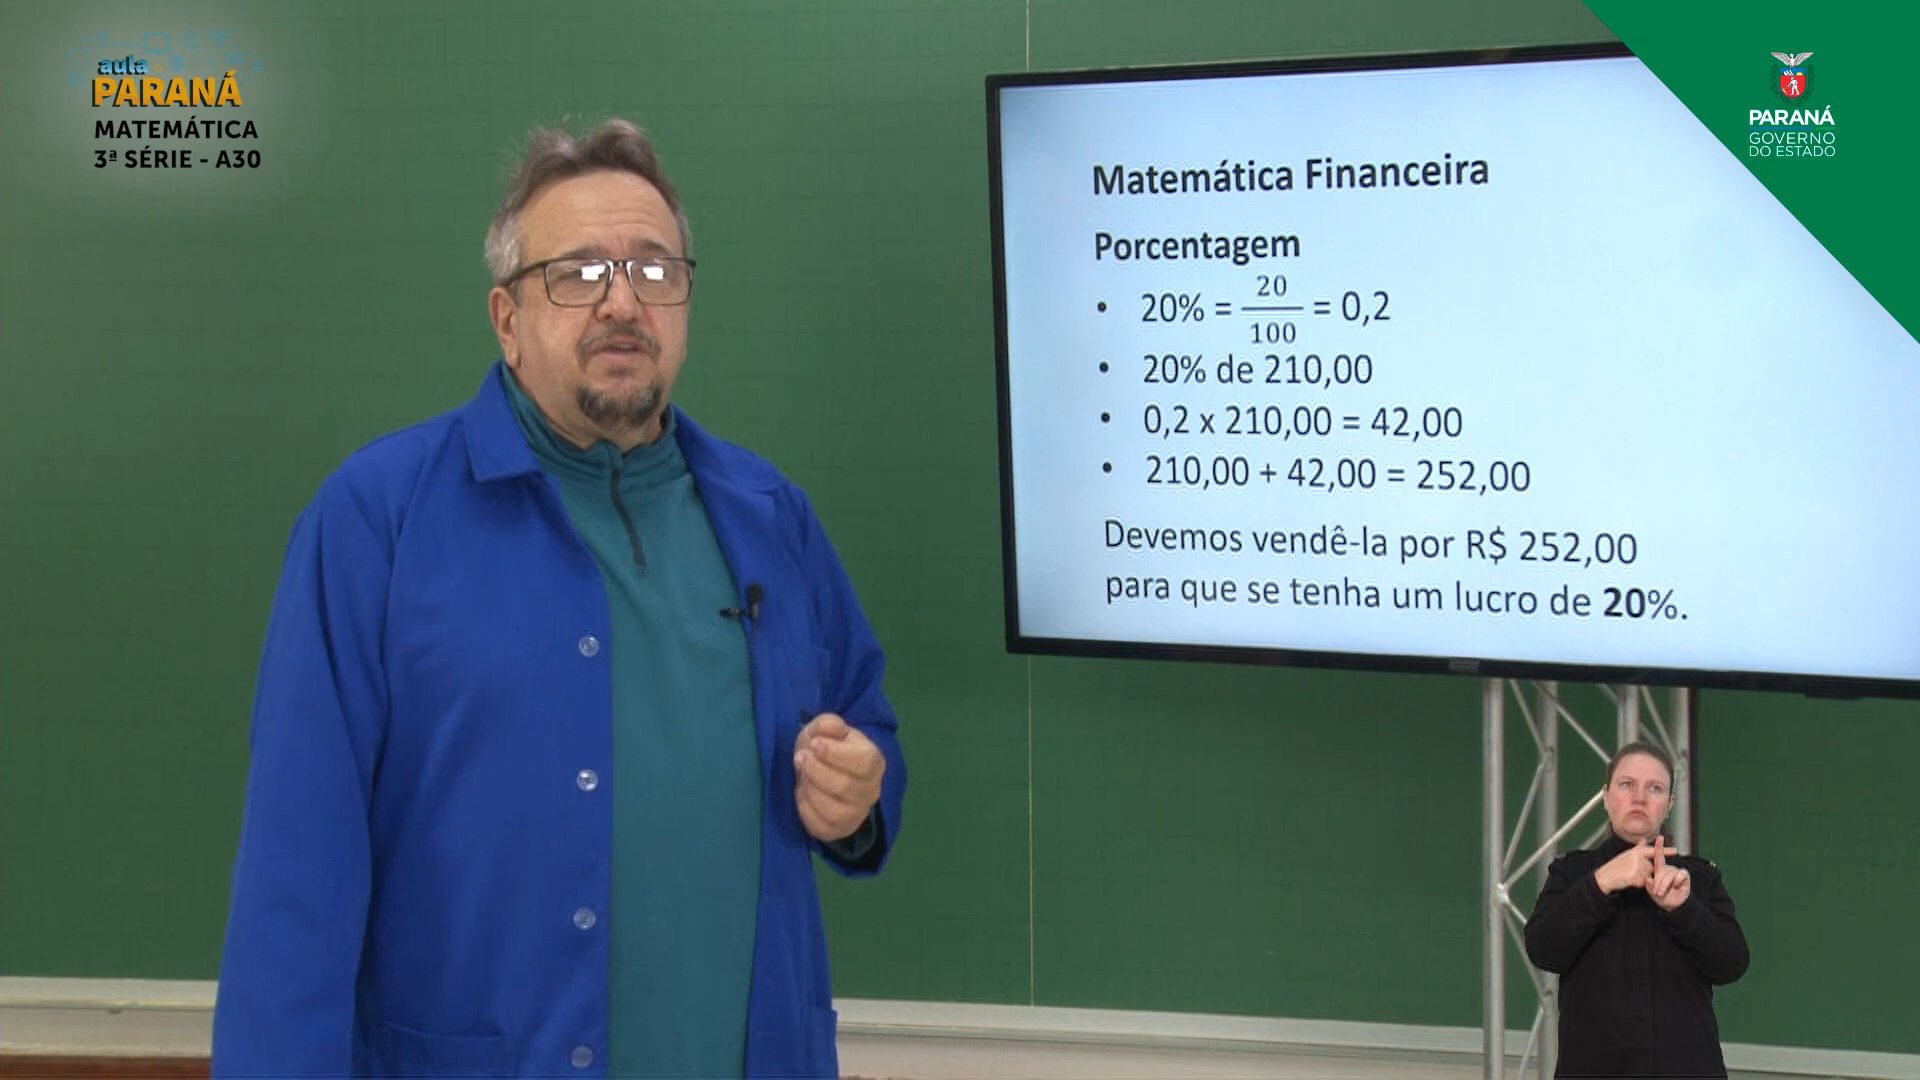 aula
PARANÁ
MATEMÁTICA
3ª SÉRIE - A30
PARANÁ
GOVERNO
DO ESTADO
Matemática Financeira
Porcentagem
• 20% = 20/100 = 0,2
• 20% de 210,00
• 0,2 x 210,00 = 42,00
• 210,00 + 42,00 = 252,00
Devemos vendê-la por R$ 252,00
para que se tenha um lucro de 20%.